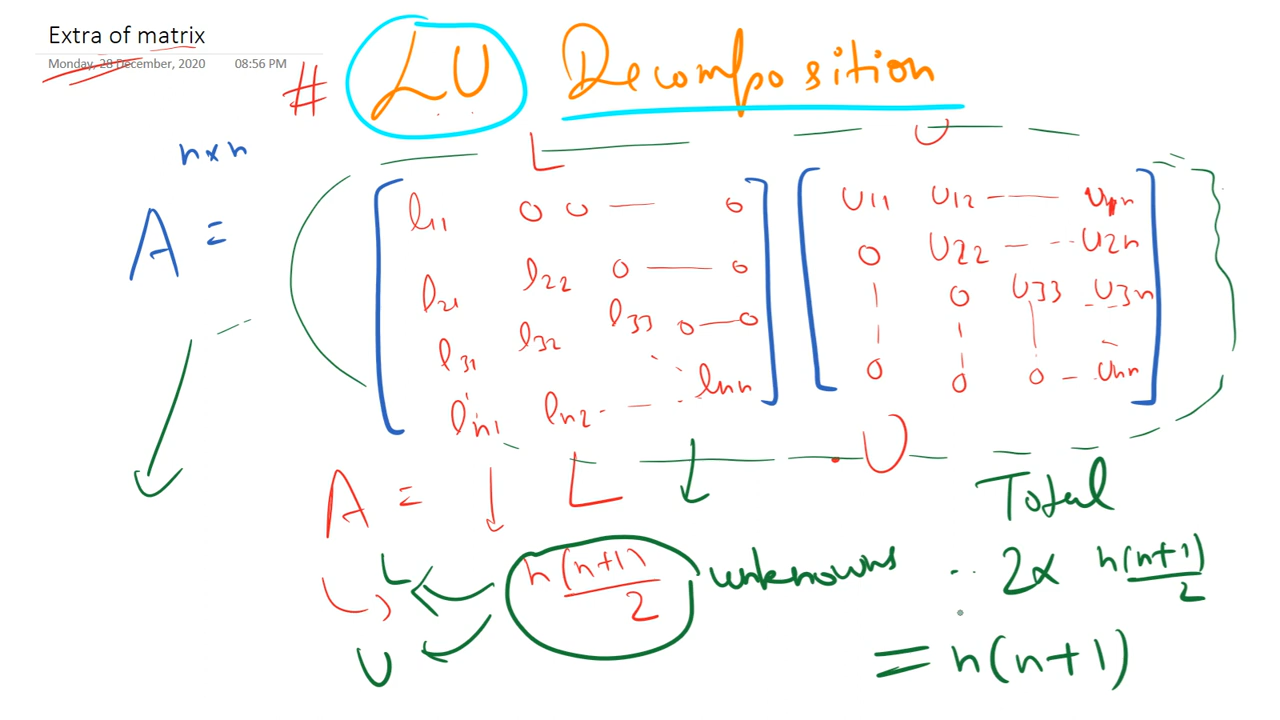 Extra of matrix
Monday, 28 December, 2020 08:56 PM
# LU Decomposition
n×n
L U
A =
l11 0 0 — 0 U11 U12 — U1n
l21 l22 0 — 0 0 U22 - - U2n
l31 l32 l33 0 — 0 0 U33 U3n
ln1 ln2 - - - lnn 0 0 0 - Unn
A = L U
Total
L n(n+1)/2 unknowns 2× n(n+1)/2
U = n(n+1)